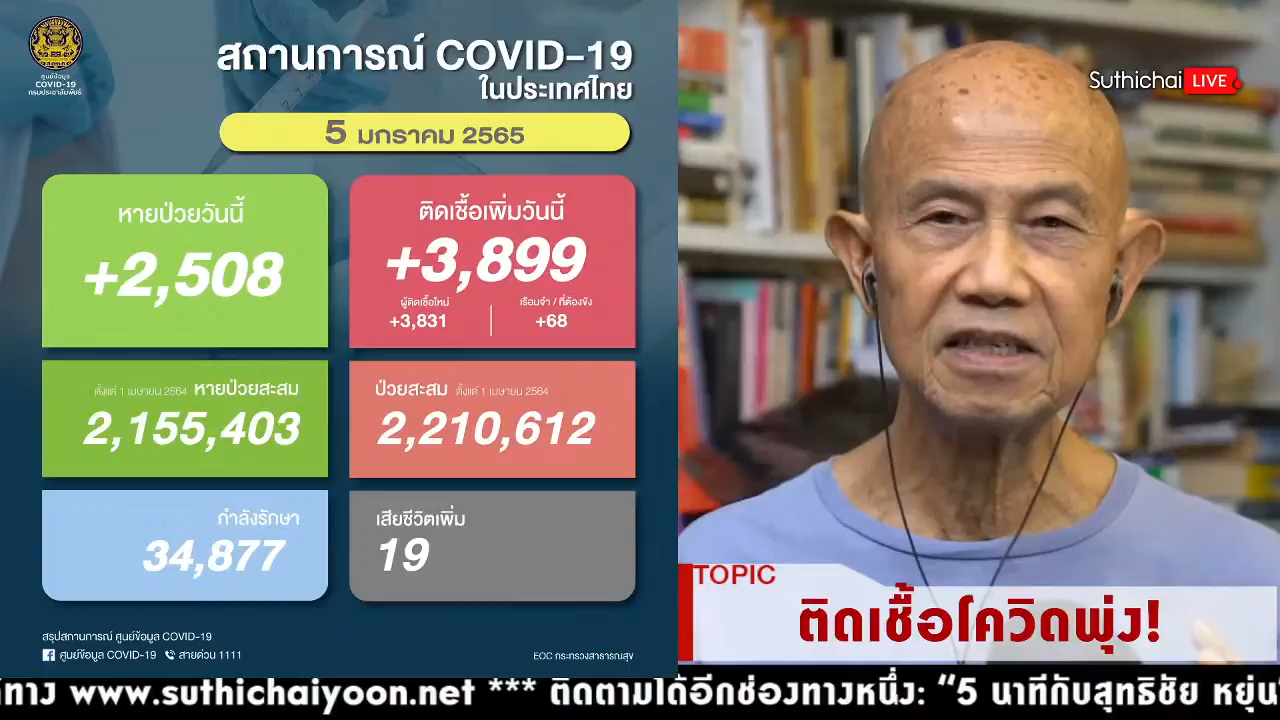 ศูนย์ข้อมูล
COVID-19
กรมประชาสัมพันธ์
สถานการณ์ COVID-19
ในประเทศไทย
5 มกราคม 2565
หายป่วยวันนี้
+2,508
ติดเชื้อเพิ่มวันนี้
+3,899
ผู้ติดเชื้อใหม่
+3,831
เรือนจำ / ที่ต้องขัง
+68
ตั้งแต่ 1 เมษายน 2564 หายป่วยสะสม
2,155,403
ป่วยสะสม ตั้งแต่ 1 เมษายน 2564
2,210,612
กำลังรักษา
34,877
เสียชีวิตเพิ่ม
19
สรุปสถานการณ์ ศูนย์ข้อมูล COVID-19
ศูนย์ข้อมูล COVID-19 สายด่วน 1111
EOC กระทรวงสาธารณสุข
Suthichai LIVE
TOPIC
ติดเชื้อโควิดพุ่ง!
ทาง www.suthichaiyoon.net *** ติดตามได้อีกช่องทางหนึ่ง: “5 นาทีกับสุทธิชัย หยุ่น